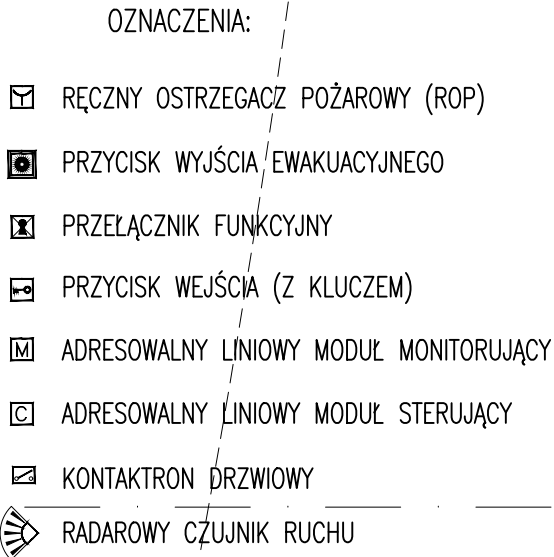 OZNACZENIA:
RĘCZNY OSTRZEGACZ POŻAROWY (ROP)
PRZYCISK WYJŚCIA EWAKUACYJNEGO
PRZEŁĄCZNIK FUNKCYJNY
PRZYCISK WEJŚCIA (Z KLUCZEM)
M ADRESOWALNY LINIOWY MODUŁ MONITORUJĄCY
C ADRESOWALNY LINIOWY MODUŁ STERUJĄCY
KONTAKTRON DRZWIOWY
RADAROWY CZUJNIK RUCHU